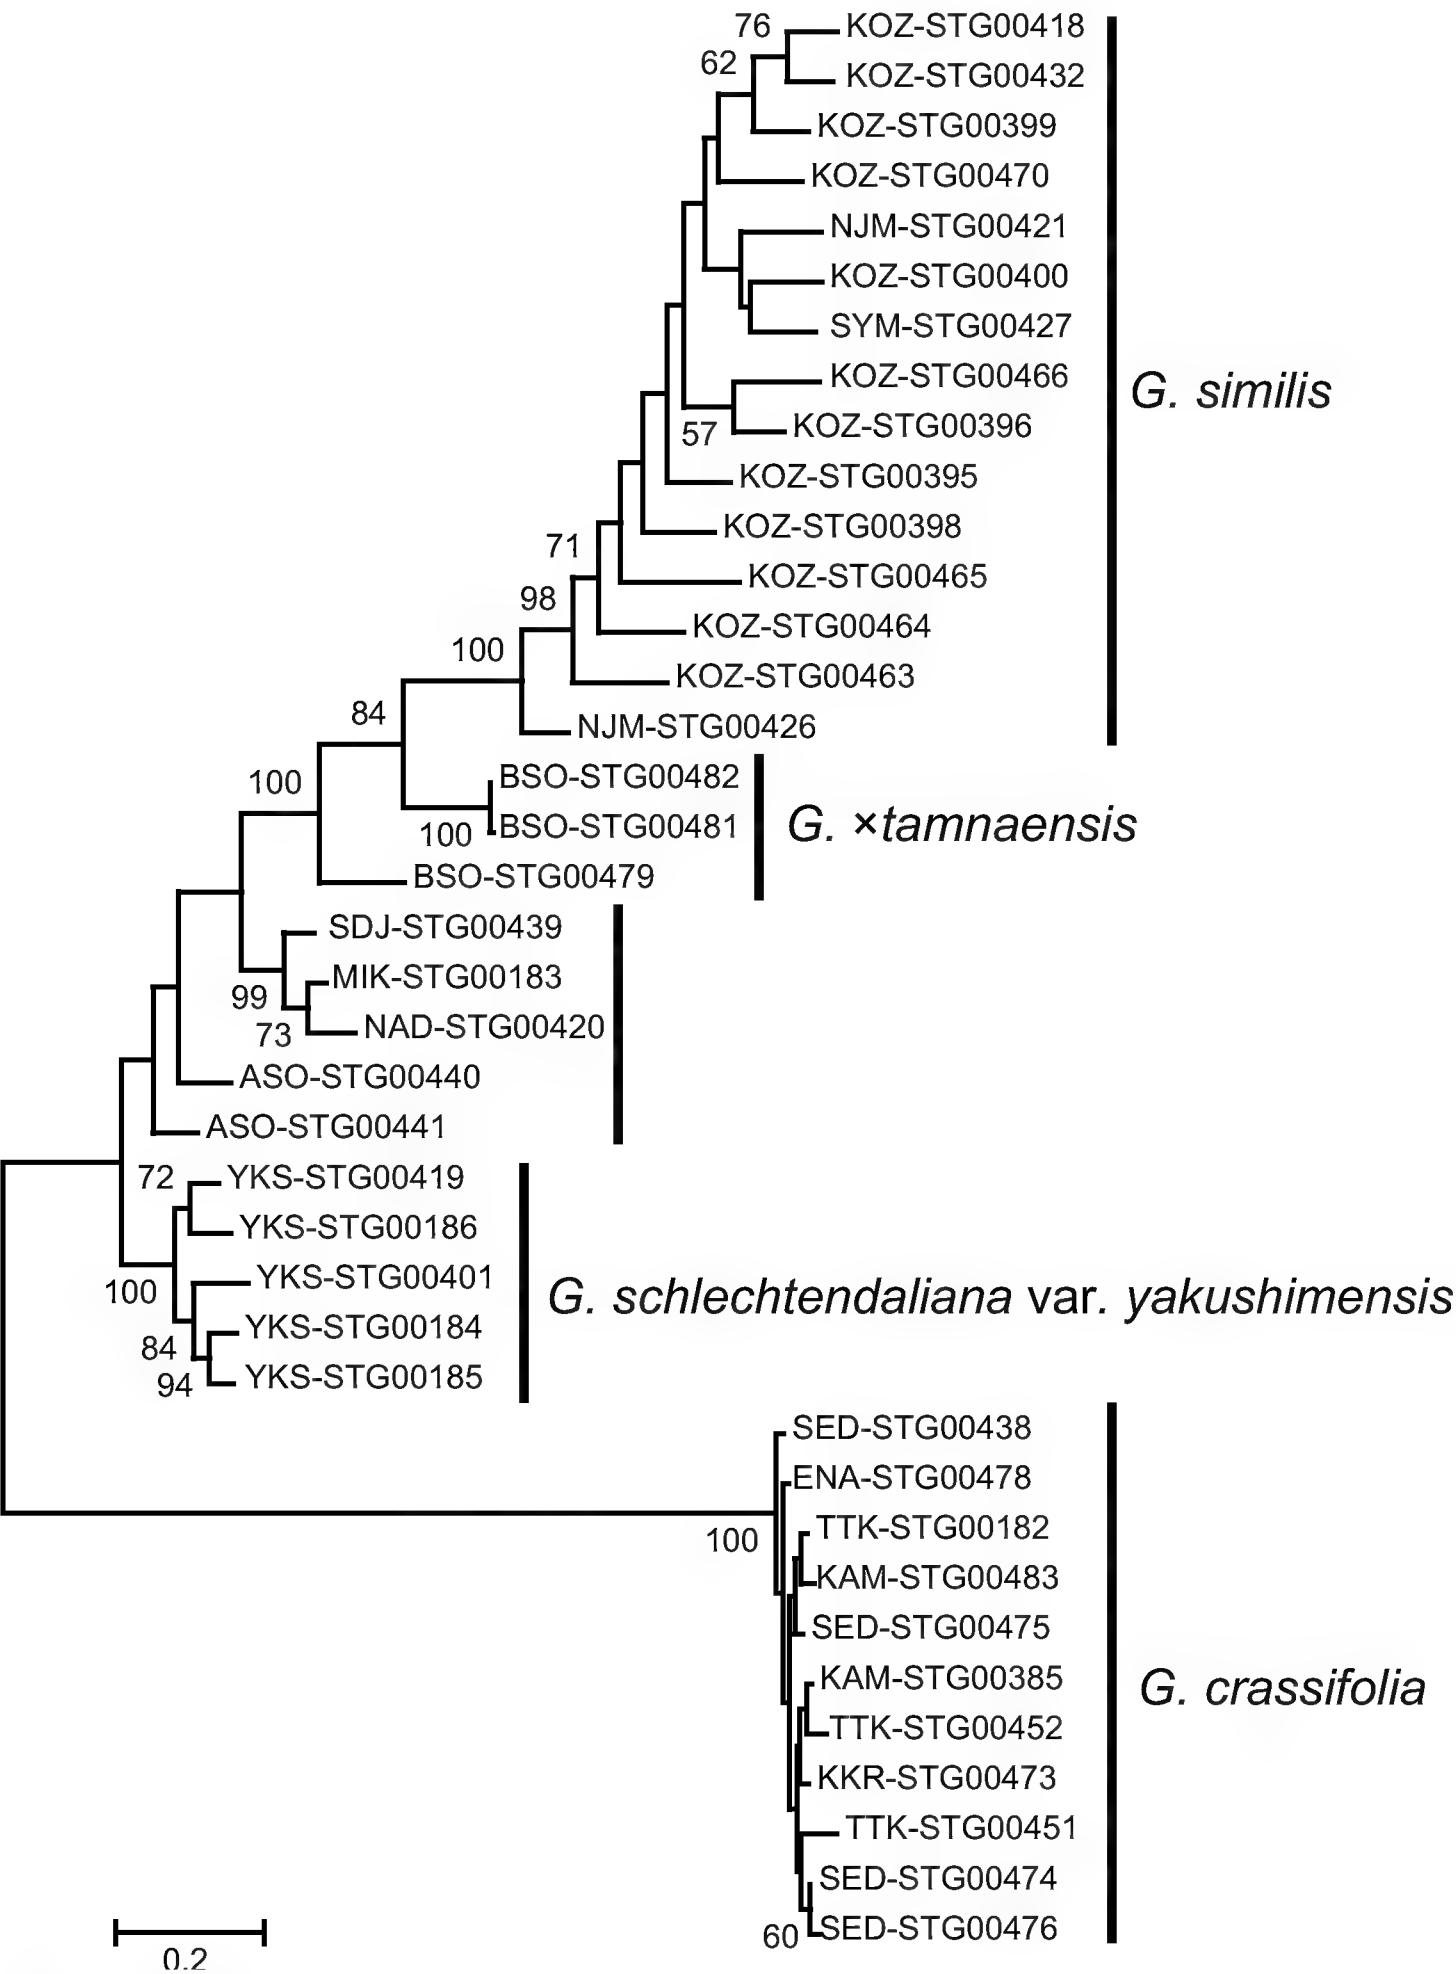 76
KOZ-STG00418
62
KOZ-STG00432
KOZ-STG00399
KOZ-STG00470
NJM-STG00421
KOZ-STG00400
SYM-STG00427
KOZ-STG00466
G. similis
57
KOZ-STG00396
KOZ-STG00395
KOZ-STG00398
71
KOZ-STG00465
98
KOZ-STG00464
100
KOZ-STG00463
84
NJM-STG00426
100
BSO-STG00482
100
BSO-STG00481
G. ×tamnaensis
BSO-STG00479
SDJ-STG00439
99
MIK-STG00183
73
NAD-STG00420
ASO-STG00440
ASO-STG00441
72
YKS-STG00419
YKS-STG00186
100
YKS-STG00401
G. schlechtendaliana var. yakushimensis
84
YKS-STG00184
94
YKS-STG00185
SED-STG00438
ENA-STG00478
100
TTK-STG00182
KAM-STG00483
SED-STG00475
KAM-STG00385
G. crassifolia
TTK-STG00452
KKR-STG00473
TTK-STG00451
SED-STG00474
60
SED-STG00476
0.2